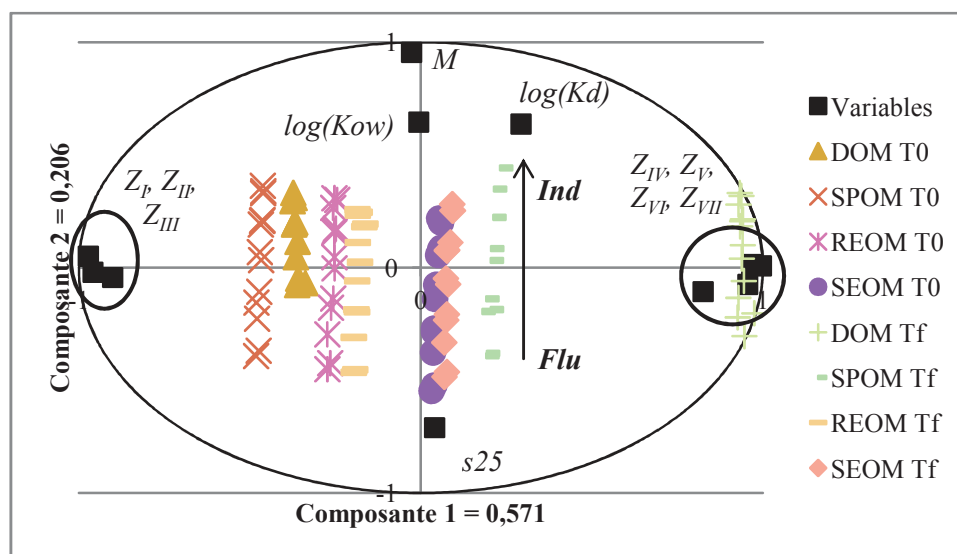 1
M
log(Kd)
log(Kow)
Z_I, Z_II,
Z_III
Z_IV, Z_V,
Z_VI, Z_VII
Ind
0
-1
0
1
Flu
s25
-1
Composante 2 = 0,206
Composante 1 = 0,571
Variables
DOM T0
SPOM T0
REOM T0
SEOM T0
DOM Tf
SPOM Tf
REOM Tf
SEOM Tf